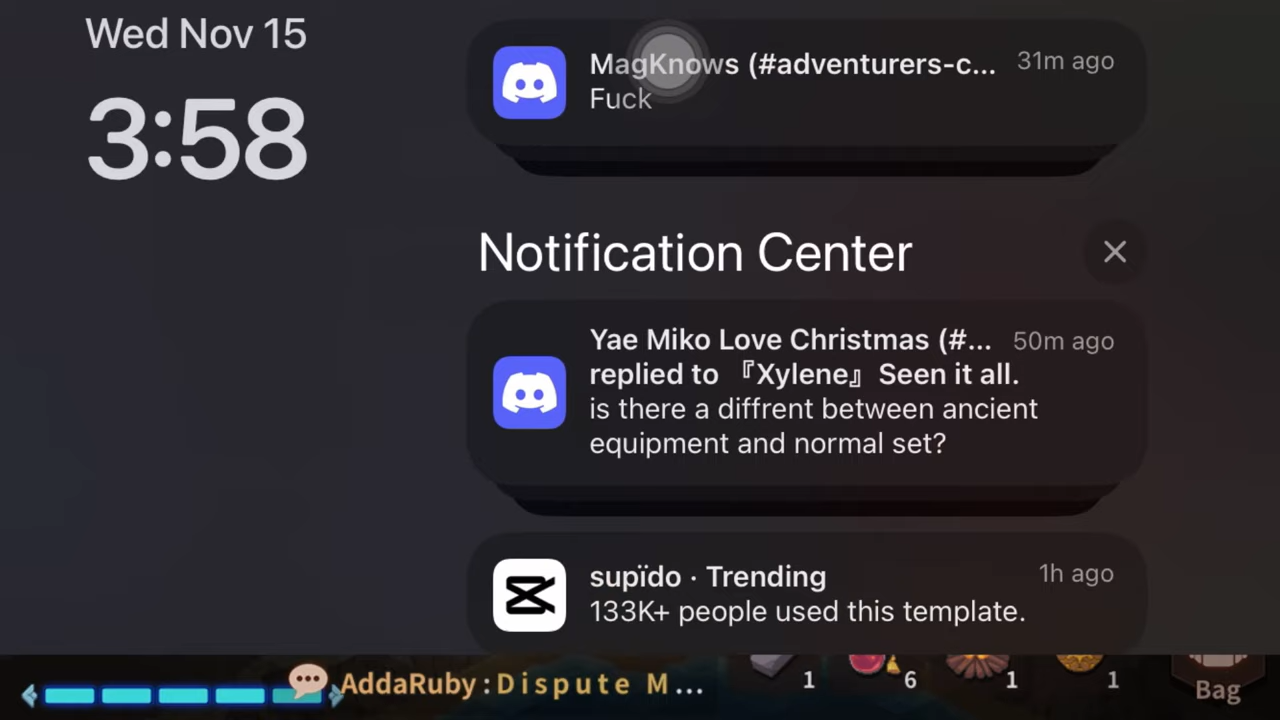 Wed Nov 15
3:58
MagKnows (#adventurers-c...
31m ago
Fuck
Notification Center
Yae Miko Love Christmas (#...
50m ago
replied to 『Xylene』 Seen it all.
is there a diffrent between ancient
equipment and normal set?
supïdo · Trending
1h ago
133K+ people used this template.
AddaRuby:Dispute M...
1
6
1
1
Bag